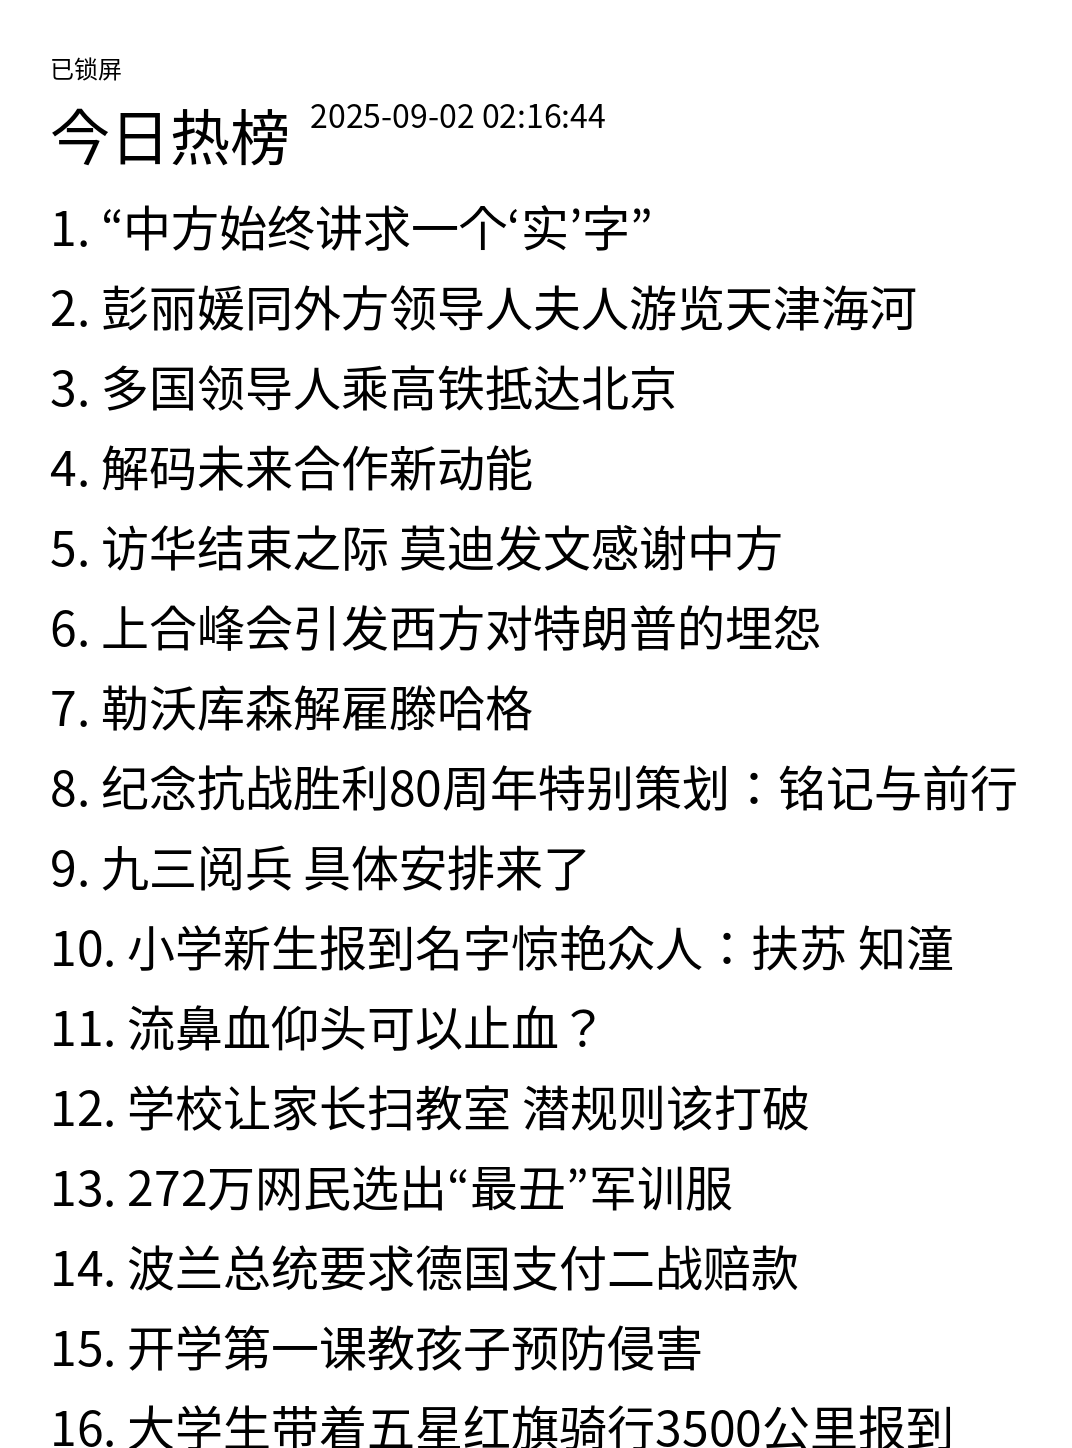 已锁屏
今日热榜 2025-09-02 02:16:44
1. “中方始终讲求一个‘实’字”
2. 彭丽媛同外方领导人夫人游览天津海河
3. 多国领导人乘高铁抵达北京
4. 解码未来合作新动能
5. 访华结束之际 莫迪发文感谢中方
6. 上合峰会引发西方对特朗普的埋怨
7. 勒沃库森解雇滕哈格
8. 纪念抗战胜利80周年特别策划：铭记与前行
9. 九三阅兵 具体安排来了
10. 小学新生报到名字惊艳众人：扶苏 知潼
11. 流鼻血仰头可以止血？
12. 学校让家长扫教室 潜规则该打破
13. 272万网民选出“最丑”军训服
14. 波兰总统要求德国支付二战赔款
15. 开学第一课教孩子预防侵害
16. 大学生带着五星红旗骑行3500公里报到